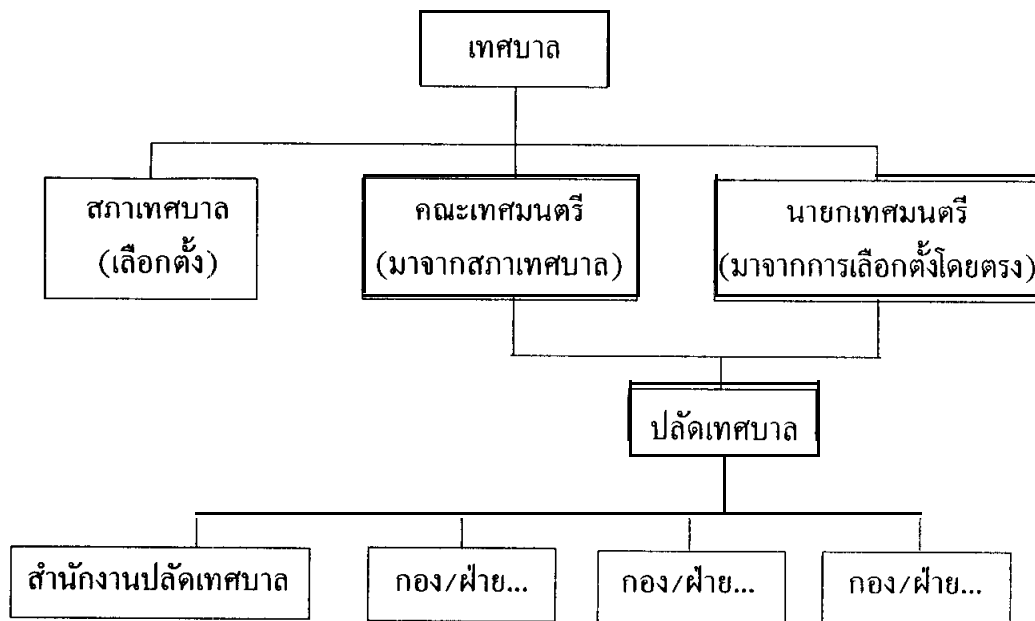 เทศบาล
สภาเทศบาล
(เลือกตั้ง)
คณะเทศมนตรี
(มาจากสภาเทศบาล)
นายกเทศมนตรี
(มาจากการเลือกตั้งโดยตรง)
ปลัดเทศบาล
สำนักงานปลัดเทศบาล
กอง/ฝ่าย...
กอง/ฝ่าย...
กอง/ฝ่าย...